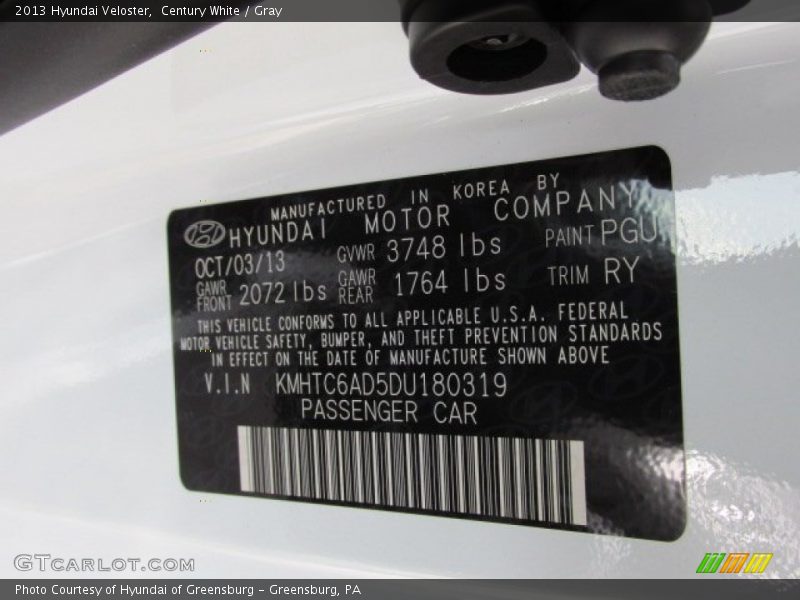 2013 Hyundai Veloster,  Century White / Gray
MANUFACTURED IN KOREA BY
HYUNDAI MOTOR COMPANY
OCT/03/13 GVWR 3748 lbs PAINT PGU
GAWR FRONT 2072 lbs GAWR REAR 1764 lbs TRIM RY
THIS VEHICLE CONFORMS TO ALL APPLICABLE U.S.A. FEDERAL
MOTOR VEHICLE SAFETY, BUMPER, AND THEFT PREVENTION STANDARDS
IN EFFECT ON THE DATE OF MANUFACTURE SHOWN ABOVE
V.I.N KMHTC6AD5DU180319
PASSENGER CAR
GTCARLOT.COM
Photo Courtesy of Hyundai of Greensburg - Greensburg, PA